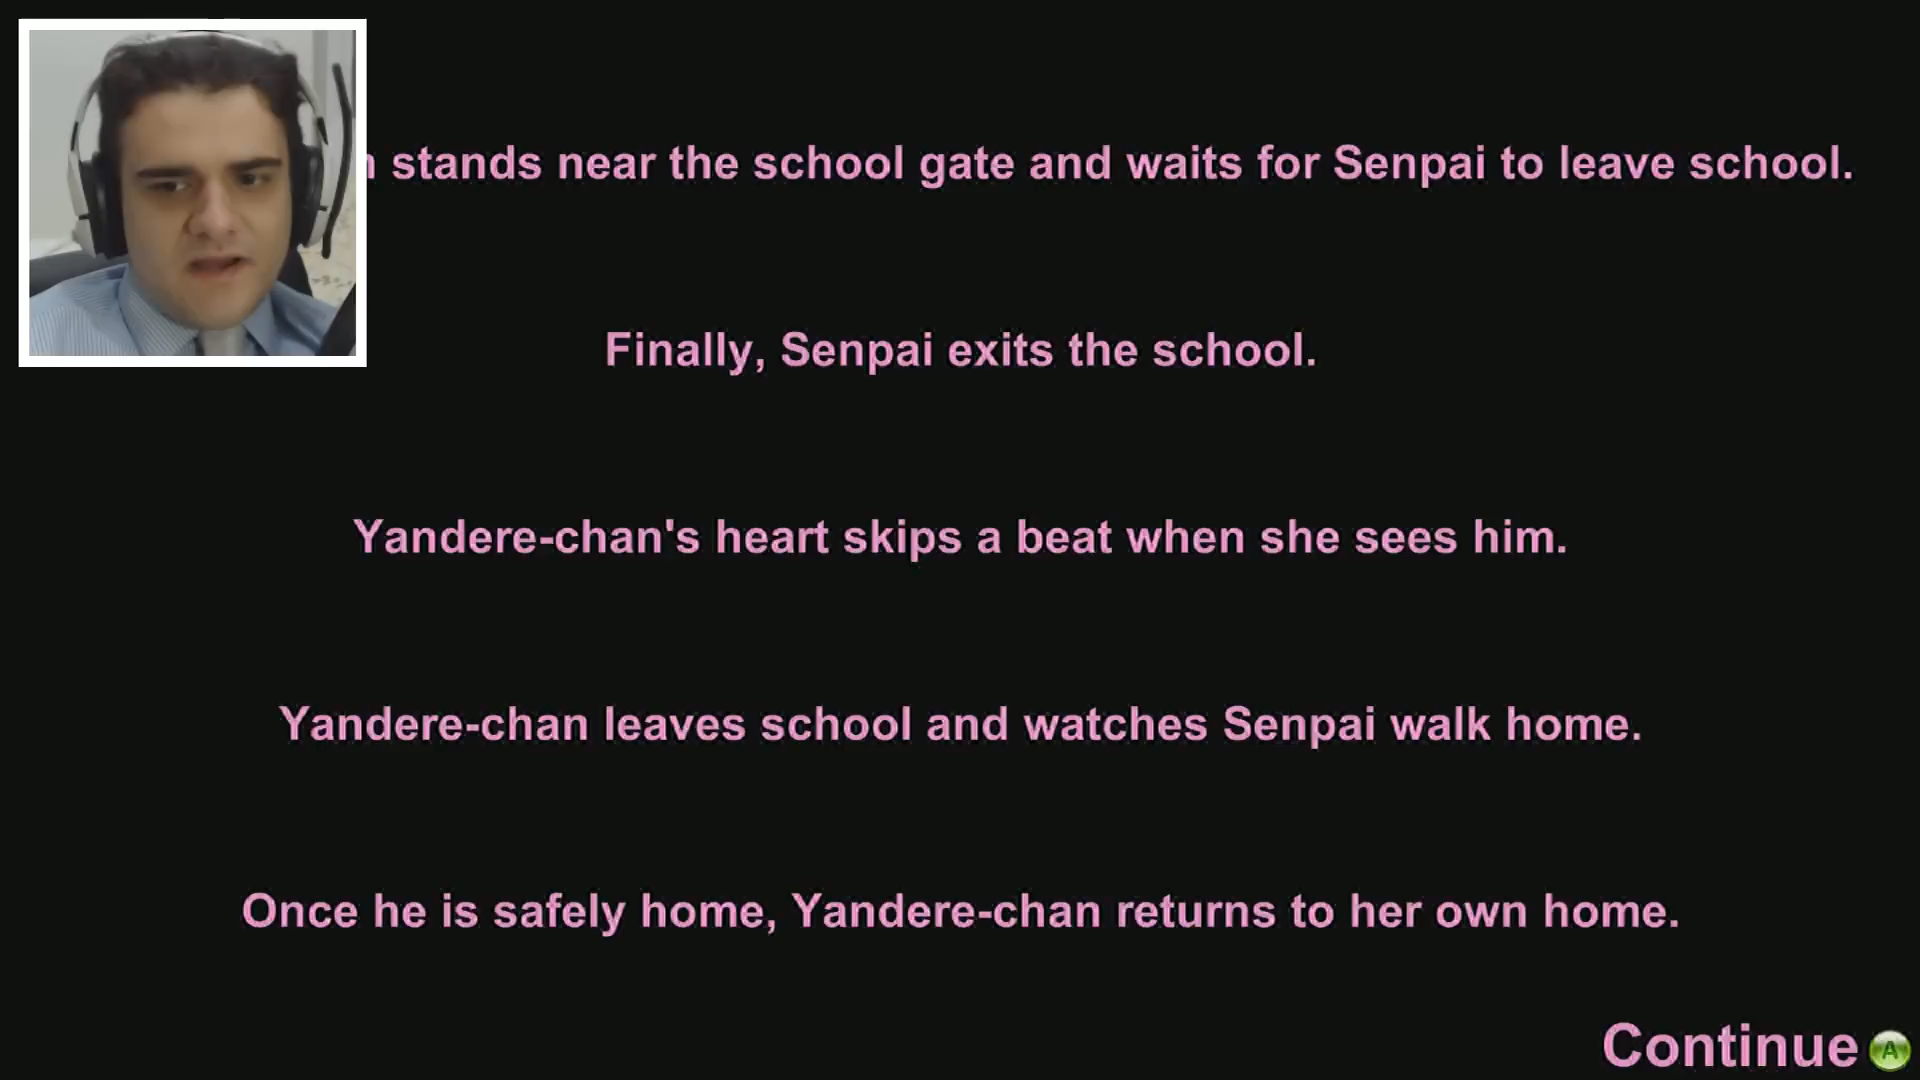 stands near the school gate and waits for Senpai to leave school.
Finally, Senpai exits the school.
Yandere-chan's heart skips a beat when she sees him.
Yandere-chan leaves school and watches Senpai walk home.
Once he is safely home, Yandere-chan returns to her own home.
Continue A